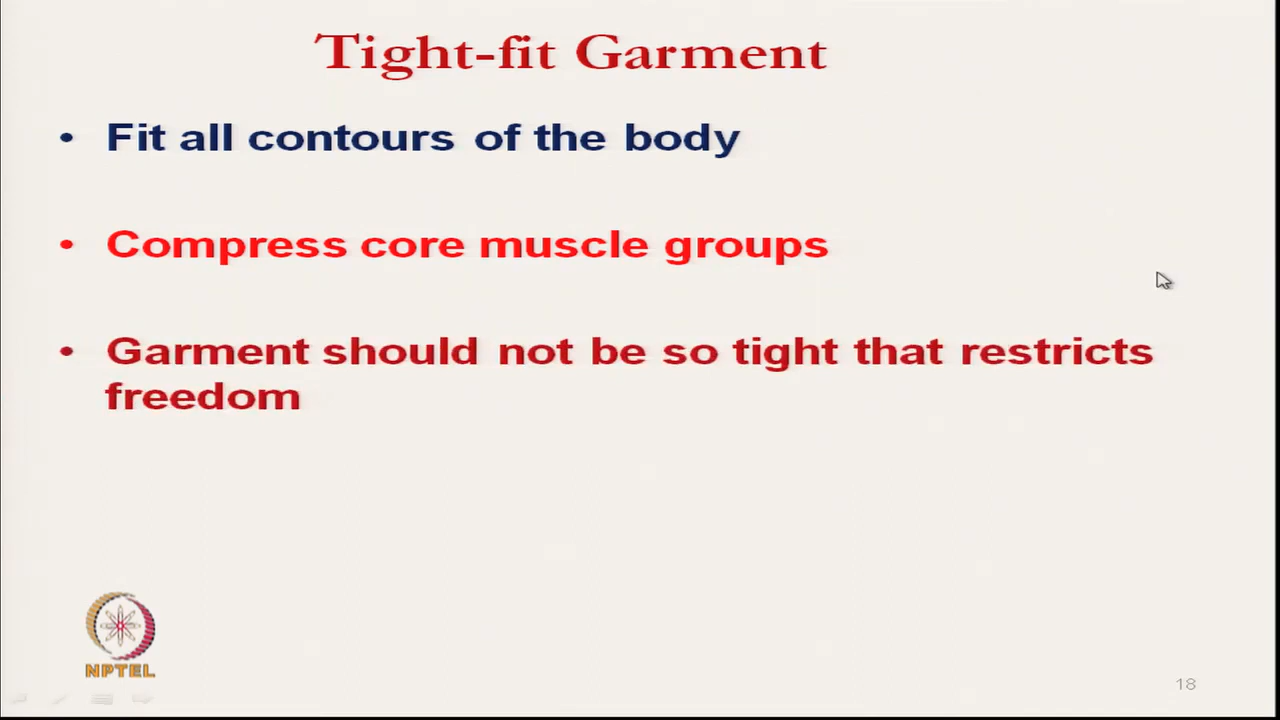 Tight-fit Garment
• Fit all contours of the body
• Compress core muscle groups
• Garment should not be so tight that restricts
freedom
NPTEL
18